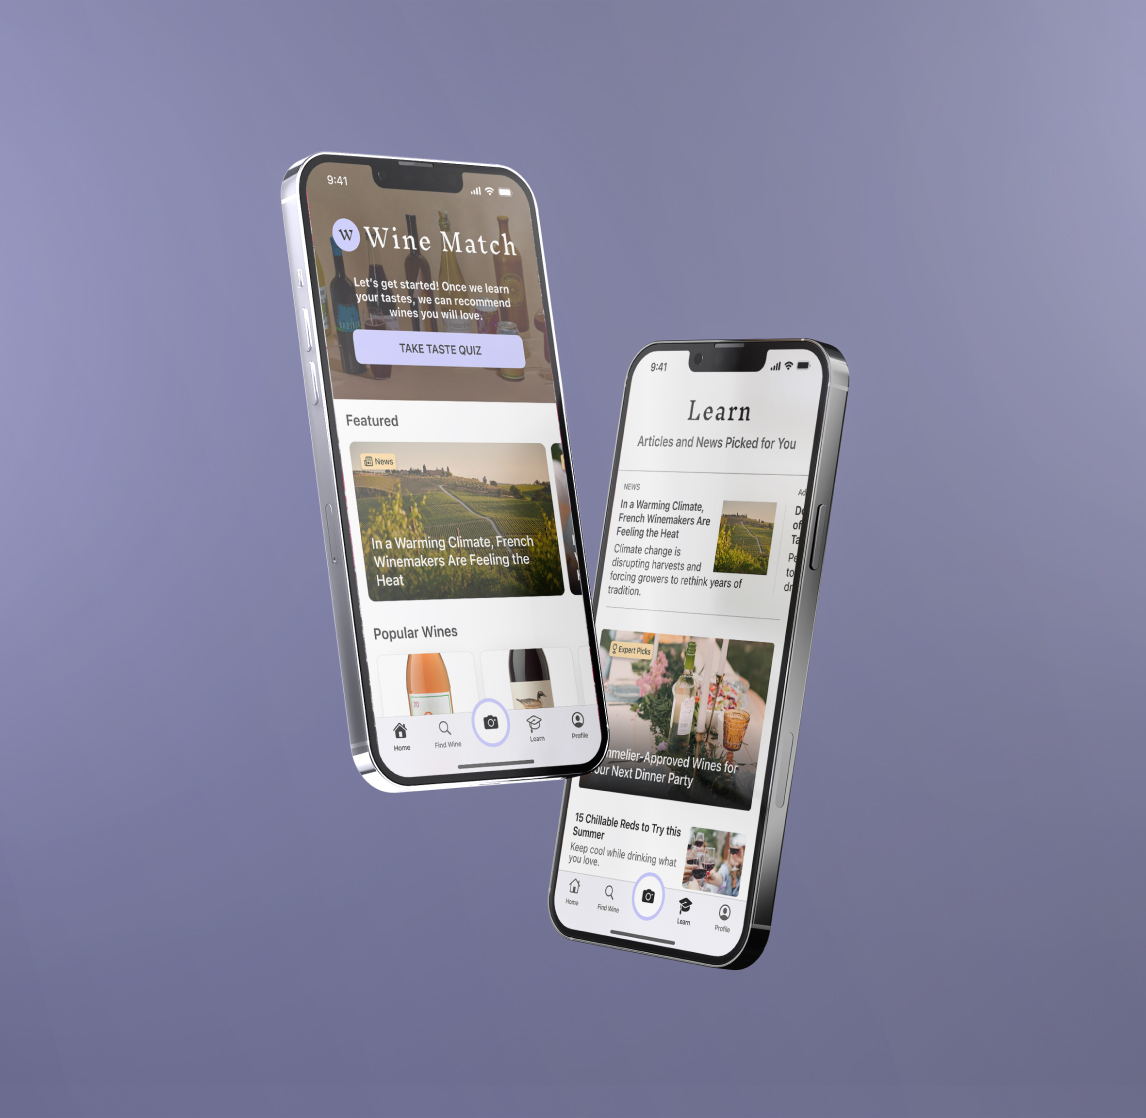 9:41
W
Wine Match
Let's get started! Once we learn
your tastes, we can recommend
wines you will love.
TAKE TASTE QUIZ
Featured
News
In a Warming Climate, French
Winemakers Are Feeling the
Heat
Popular Wines
Home
Find Wine
Learn
Profile
9:41
Learn
Articles and News Picked for You
NEWS
In a Warming Climate,
French Winemakers Are
Feeling the Heat
Climate change is
disrupting harvests and
forcing growers to rethink years of
tradition.
Expert Picks
mmelier-Approved Wines for
our Next Dinner Party
15 Chillable Reds to Try this
Summer
Keep cool while drinking what
you love.
Home
Find Wine
Learn
Profile